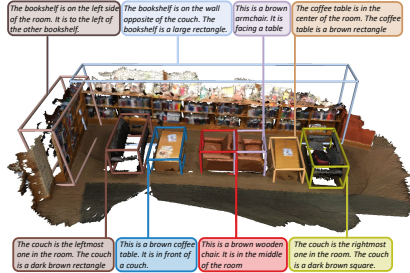 The bookshelf is on the left side
of the room. It is to the left of
the other bookshelf.
The bookshelf is on the wall
opposite of the couch. The
bookshelf is a large rectangle.
This is a brown
armchair. It is
facing a table
The coffee table is in the
center of the room. The coffee
table is a brown rectangle
The couch is the leftmost
one in the room. The couch
is a dark brown rectangle
This is a brown coffee
table. It is in front of
a couch.
This is a brown wooden
chair. It is in the middle
of the room
The couch is the rightmost
one in the room. The couch
is a dark brown square.